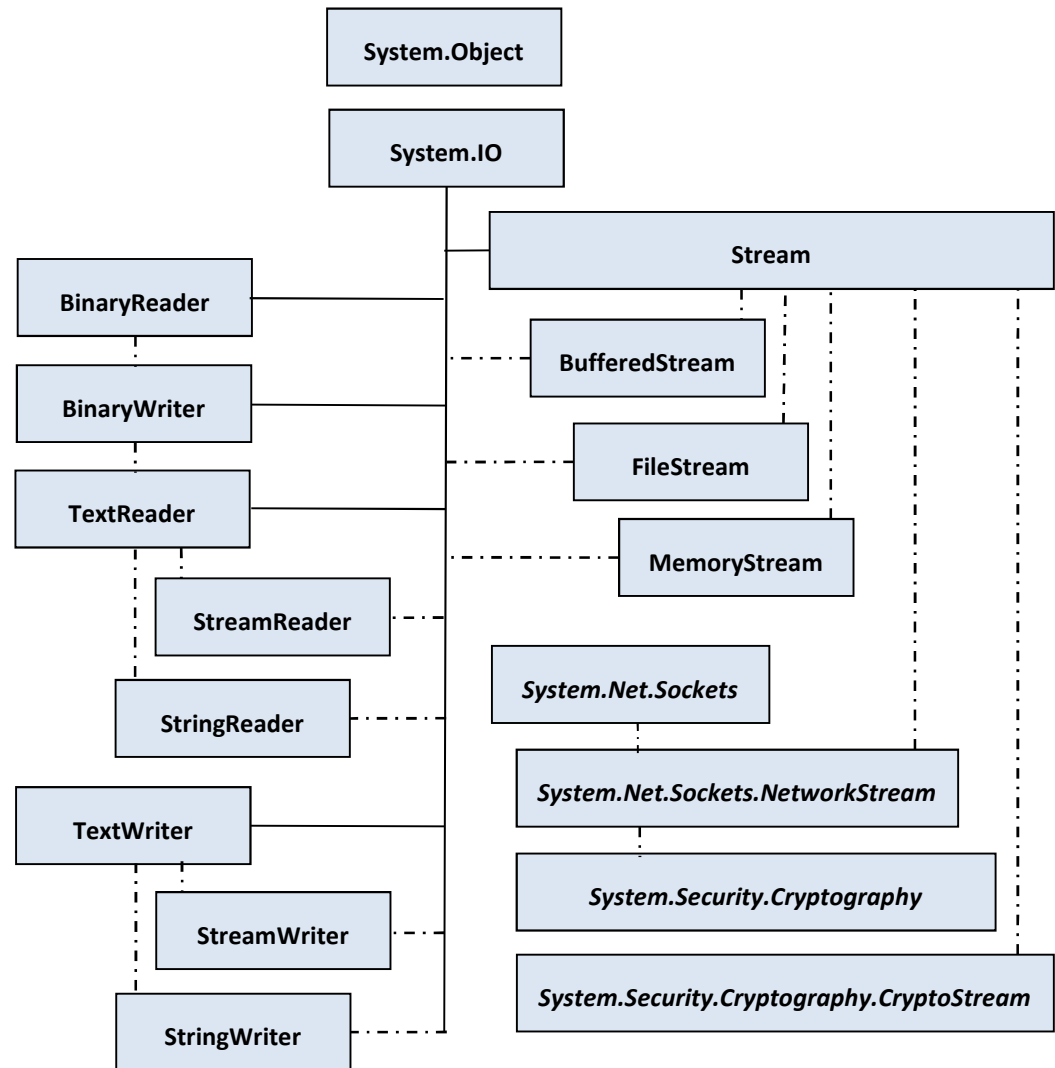 System.Object
System.IO
Stream
BinaryReader
BufferedStream
BinaryWriter
FileStream
TextReader
MemoryStream
StreamReader
System.Net.Sockets
StringReader
System.Net.Sockets.NetworkStream
TextWriter
System.Security.Cryptography
StreamWriter
System.Security.Cryptography.CryptoStream
StringWriter